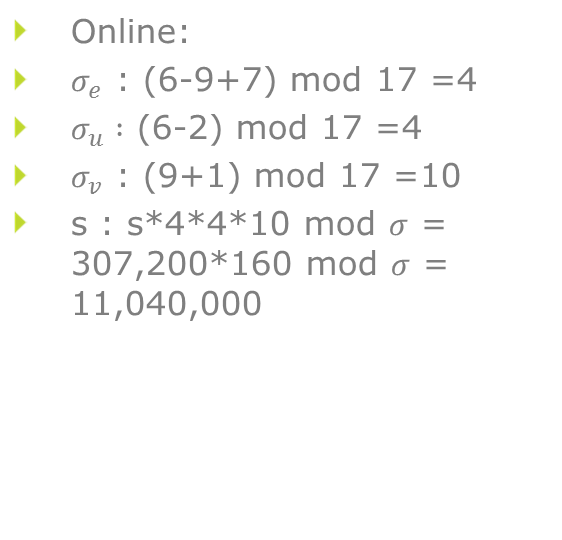 Online:
𝜎𝑒 : (6-9+7) mod 17 =4
𝜎𝑢 : (6-2) mod 17 =4
𝜎𝑣 : (9+1) mod 17 =10
s : s*4*4*10 mod 𝜎 =
307,200*160 mod 𝜎 =
11,040,000